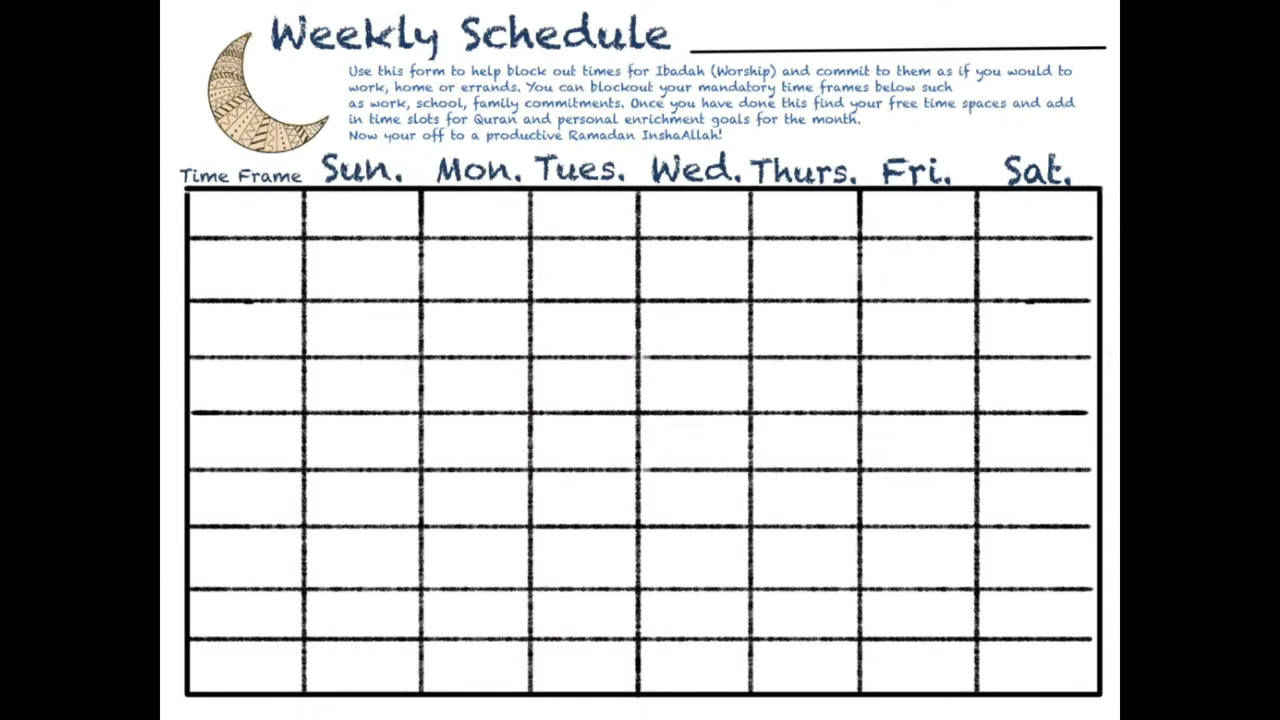 Weekly Schedule
Use this form to help block out times for Ibadah (Worship) and commit to them as if you would to
work, home or errands. You can blockout your mandatory time frames below such
as work, school, family commitments. Once you have done this find your free time spaces and add
in time slots for Quran and personal enrichment goals for the month.
Now your off to a productive Ramadan InshaAllah!
Time Frame Sun. Mon. Tues. Wed. Thurs. Fri. Sat.